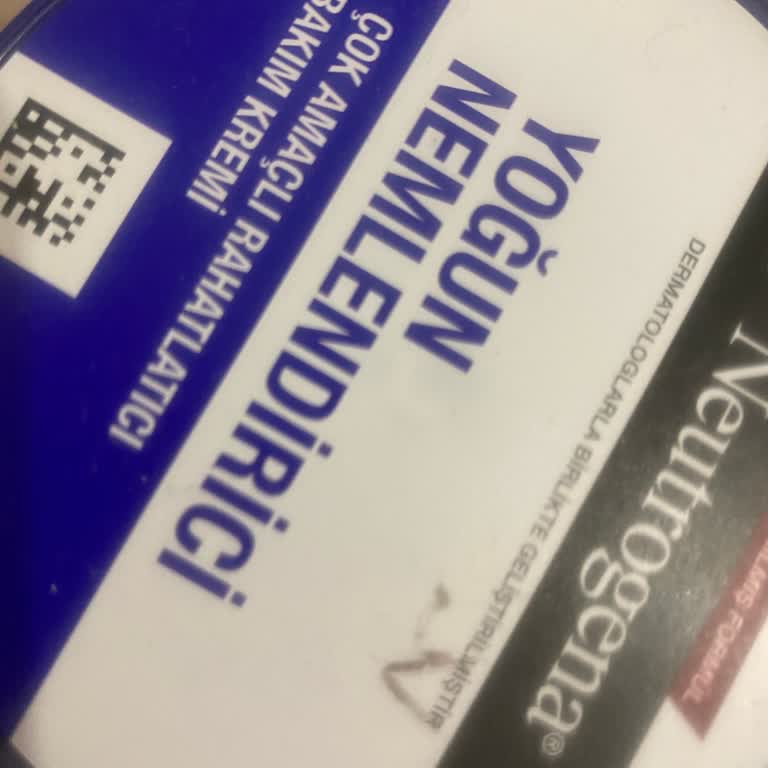 Neutrogena®
DERMATOLOGLARLA BİRLİKTE GELİŞTİRİLMİŞTİR
YOĞUN
NEMLENDİRİCİ
ÇOK AMAÇLI RAHATLATICI
BAKIM KREMİ
FORMÜL